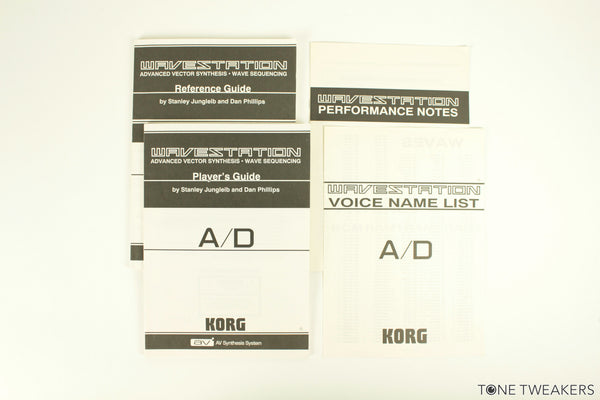 WAVESTATION
ADVANCED VECTOR SYNTHESIS • WAVE SEQUENCING
Reference Guide
by Stanley Jungleib and Dan Phillips
WAVESTATION
PERFORMANCE NOTES
WAVESTATION
ADVANCED VECTOR SYNTHESIS • WAVE SEQUENCING
Player's Guide
by Stanley Jungleib and Dan Phillips
A/D
KORG
AV Synthesis System
WAVES
WAVESTATION
VOICE NAME LIST
A/D
KORG
TONE TWEAKERS